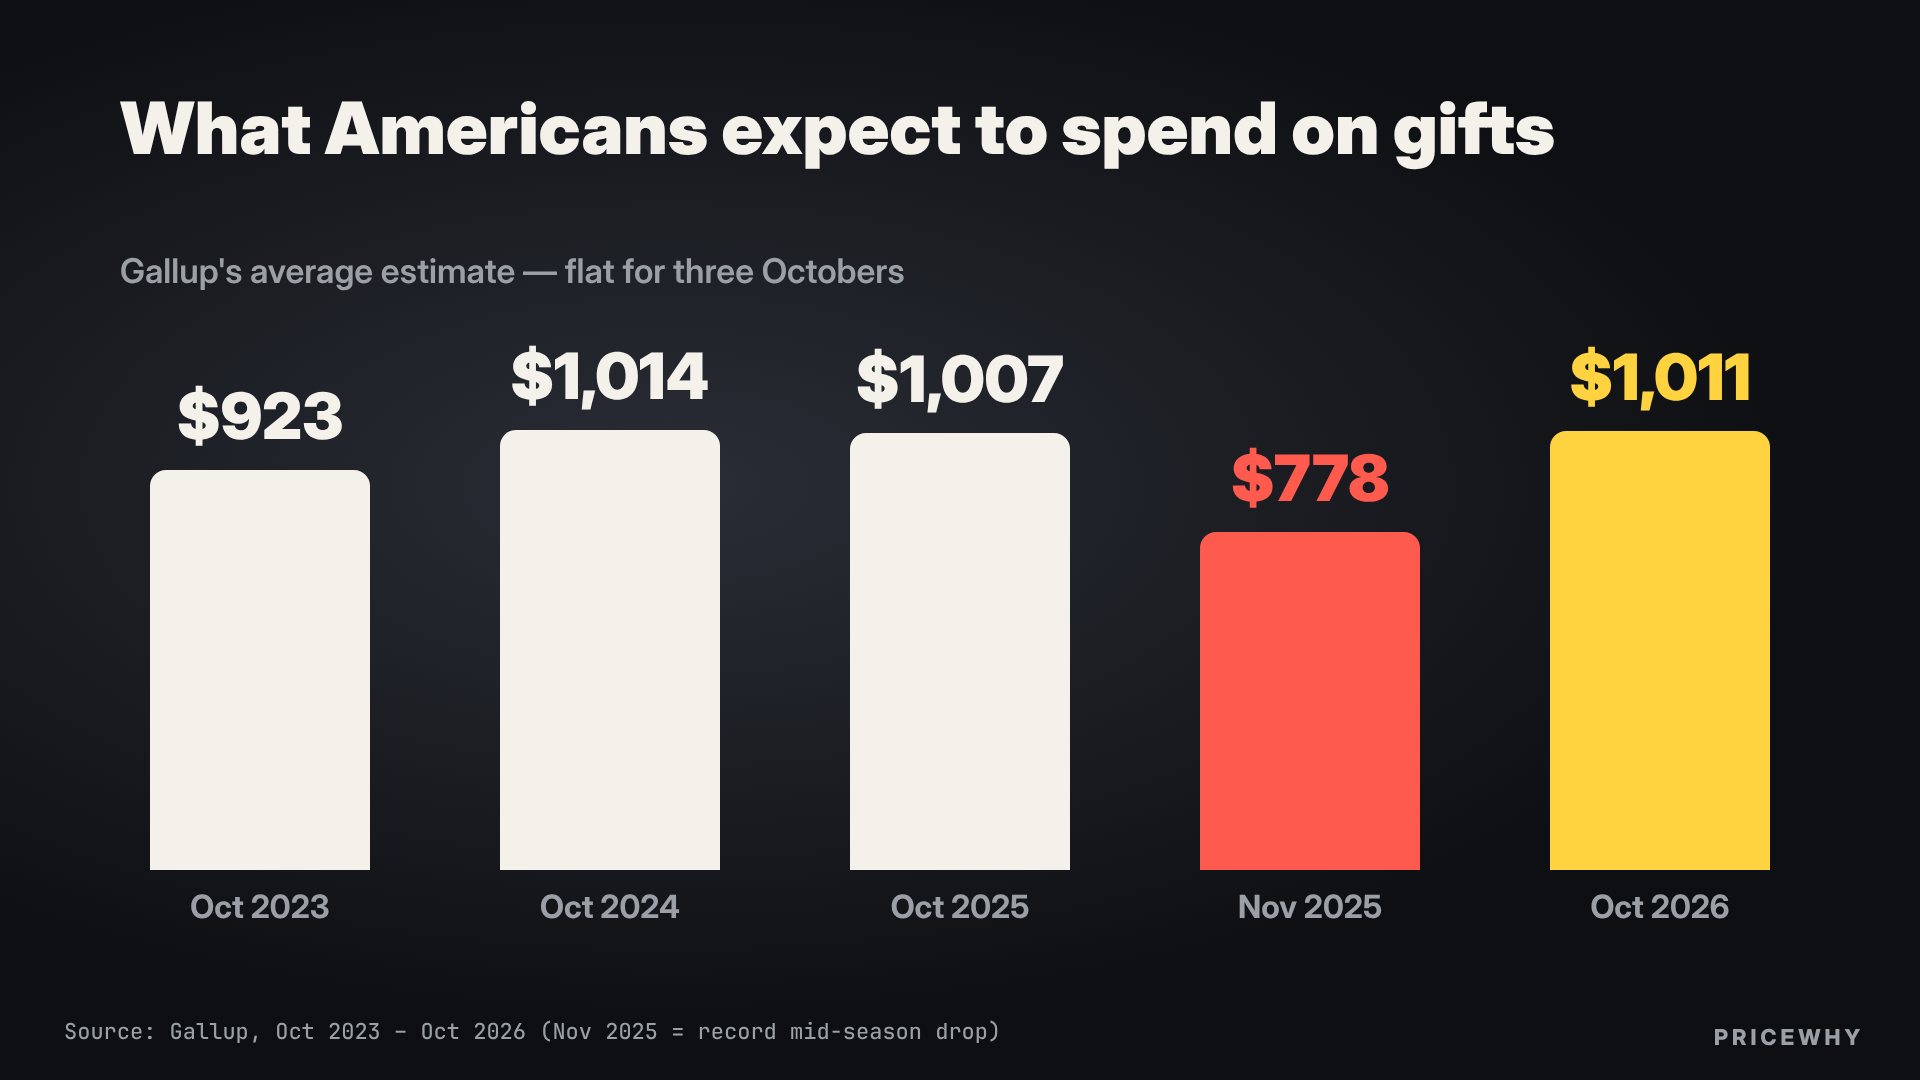 What Americans expect to spend on gifts
Gallup's average estimate — flat for three Octobers
$923
$1,014
$1,007
$778
$1,011
Oct 2023
Oct 2024
Oct 2025
Nov 2025
Oct 2026
Source: Gallup, Oct 2023 – Oct 2026 (Nov 2025 = record mid-season drop)
PRICEWHY